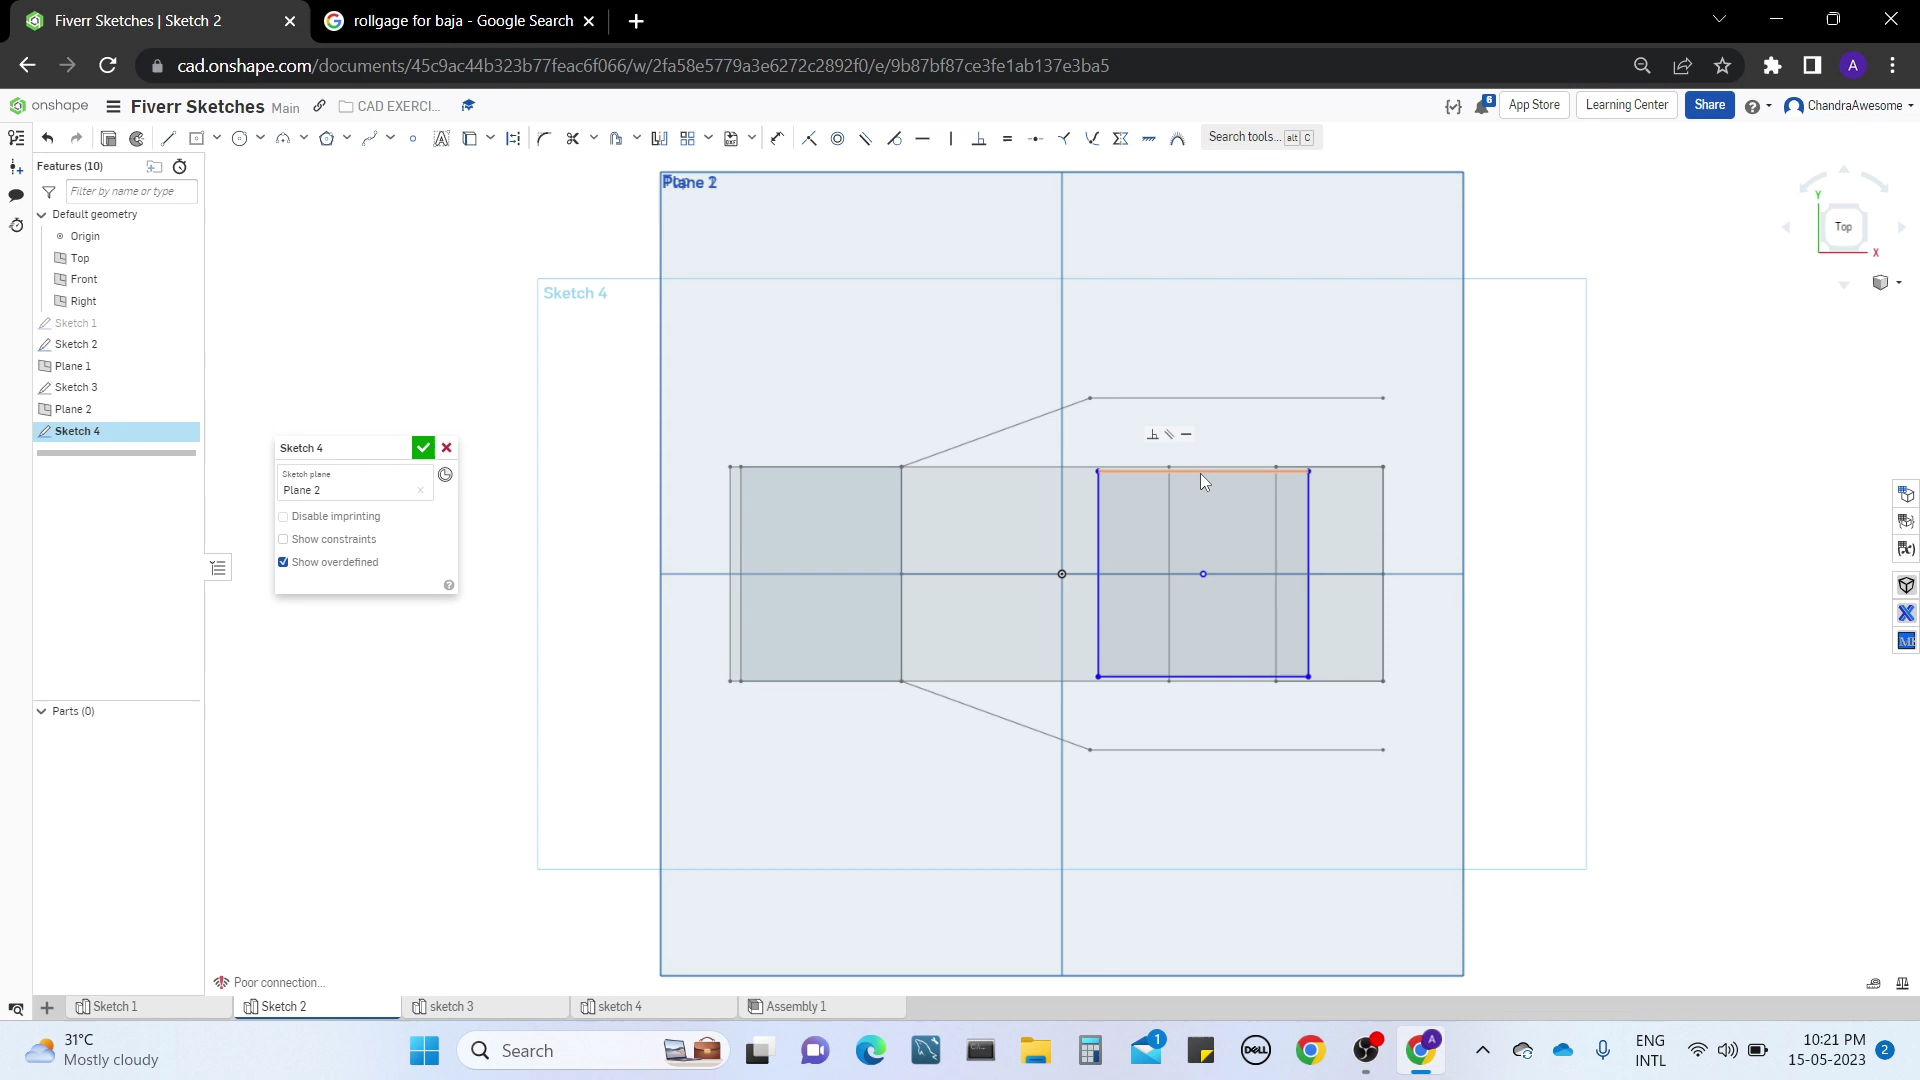 Fiverr Sketches | Sketch 2
rollgage for baja - Google Search
cad.onshape.com/documents/45c9ac44b323b77feac6f066/w/2fa58e5779a3e6272c2892f0/e/9b87bf87ce3fe1ab137e3ba5
A
onshape
Fiverr Sketches Main
CAD EXERCI...
6
App Store
Learning Center
Share
ChandraAwesome
Search tools... alt C
Features (10)
Filter by name or type
Default geometry
Origin
Top
Front
Right
Sketch 1
Sketch 2
Plane 1
Sketch 3
Plane 2
Sketch 4
Parts (0)
Sketch 4
Sketch plane
Plane 2
Disable imprinting
Show constraints
Show overdefined
Plane 2
Sketch 4
Y
Top
X
Poor connection...
Sketch 1
Sketch 2
sketch 3
sketch 4
Assembly 1
31°C
Mostly cloudy
Search
DELL
1
A
ENG
INTL
10:21 PM
15-05-2023
2